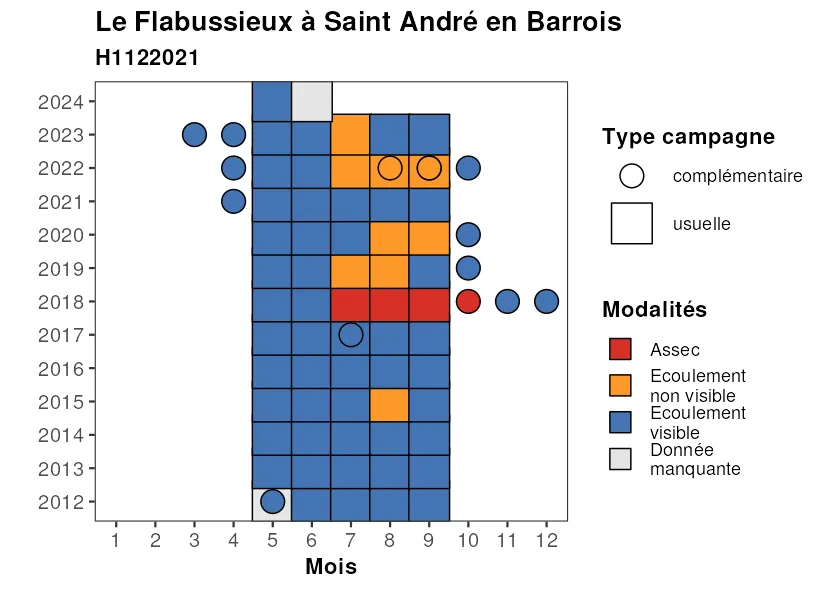 Le Flabussieux à Saint André en Barrois
H1122021
2024
2023
2022
2021
2020
2019
2018
2017
2016
2015
2014
2013
2012
1 2 3 4 5 6 7 8 9 10 11 12
Mois
Type campagne
complémentaire
usuelle
Modalités
Assec
Ecoulement
non visible
Ecoulement
visible
Donnée
manquante